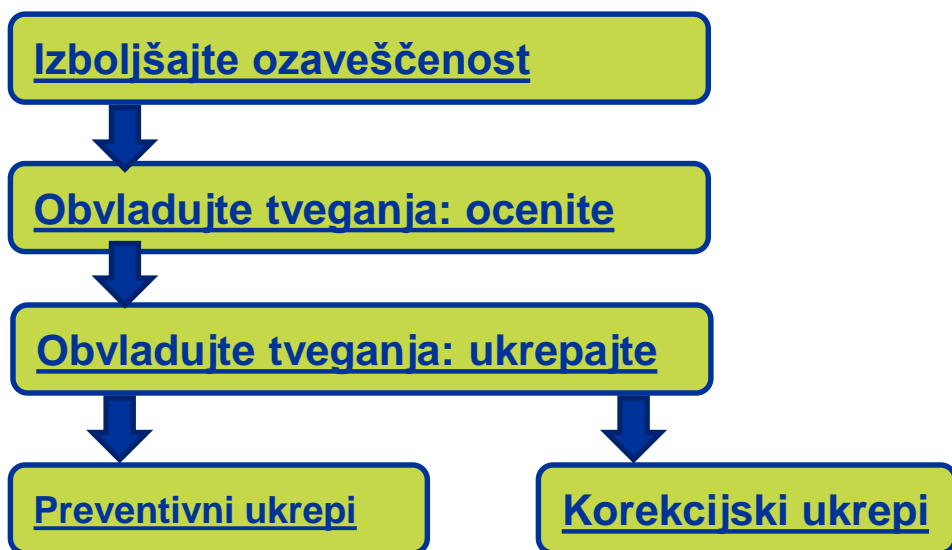 Izboljšajte ozaveščenost
Obvladujte tveganja: ocenite
Obvladujte tveganja: ukrepajte
Preventivni ukrepi
Korekcijski ukrepi